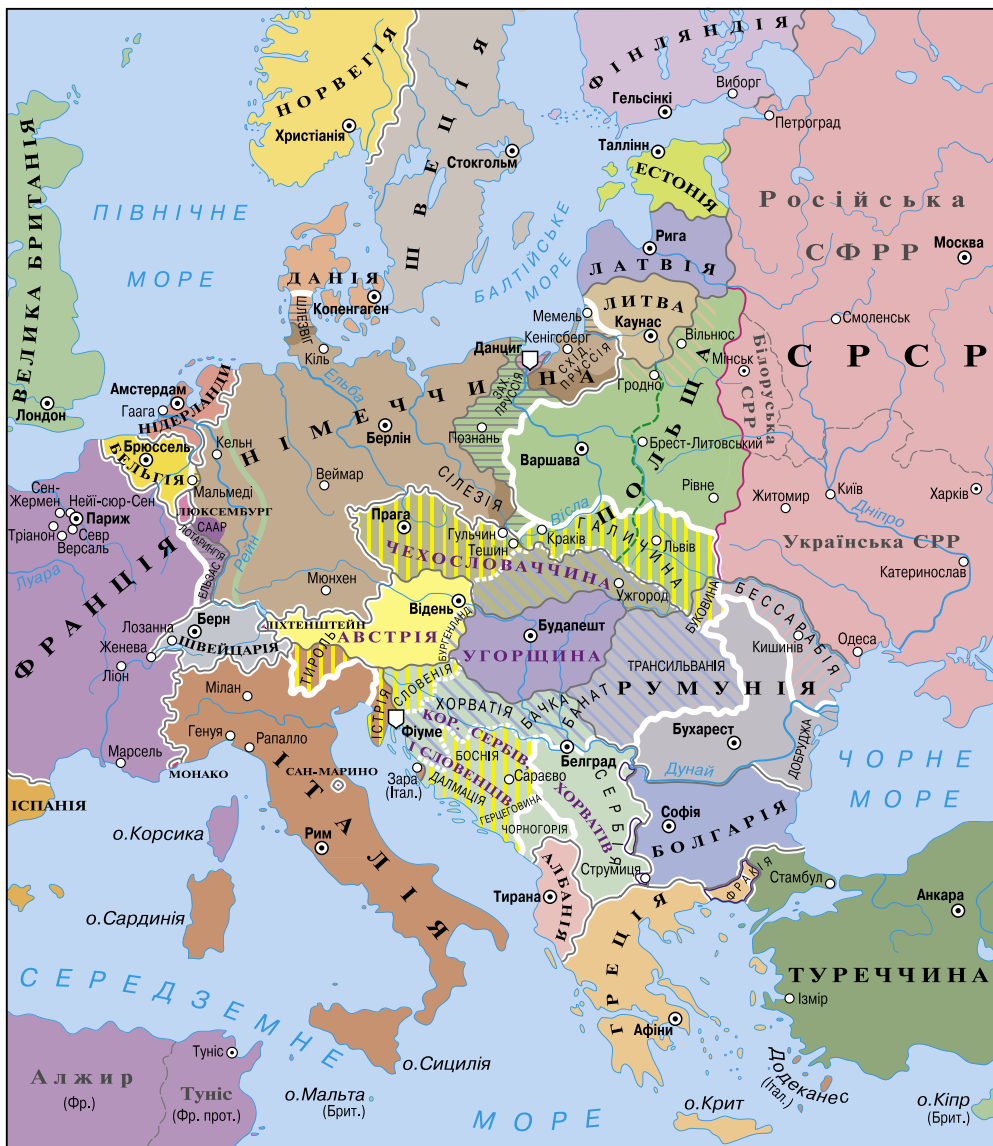 НОРВЕГІЯ
Христіанія
ШВЕЦІЯ
Стокгольм
ФІНЛЯНДІЯ
Виборг
Гельсінкі
Петроград
Таллінн
ЕСТОНІЯ
Російська
СФРР
Москва
ВЕЛИКА БРИТАНІЯ
ПІВНІЧНЕ
МОРЕ
БАЛТІЙСЬКЕ
МОРЕ
Рига
ЛАТВІЯ
ДАНІЯ
Копенгаген
ШЛЕЗВІГ
Кіль
ЛИТВА
Мемель
Каунас
Кенігсберг
СХІД. ПРУССІЯ
Вільнюс
Смоленськ
СРСР
Мінськ
Білоруська
СРР
Данциг
ЗАХ. ПРУССІЯ
Гродно
Лондон
Амстердам
Гаага
НІДЕРЛАНДИ
НІМЕЧЧИНА
Ельба
Берлін
Познань
ПОЛЬЩА
Варшава
Брест-Литовський
Брюссель
БЕЛЬГІЯ
Кельн
Веймар
СІЛЕЗІЯ
Рівне
Житомир
Київ
Харків
Дніпро
Мальмеді
ЛЮКСЕМБУРГ
Сен-
Жермен
Нейї-сюр-Сен
Париж
Тріанон
Севр
Версаль
СААР
ЛОТАРИНГІЯ
ЕЛЬЗАС
Рейн
Прага
Гульчин
Тешин
Вісла
Краків
ГАЛИЧИНА
Львів
Українська СРР
Катеринослав
ЧЕХОСЛОВАЧЧИНА
Ужгород
БУКОВИНА
БЕССАРАБІЯ
Кишинів
Одеса
Луара
ФРАНЦІЯ
Мюнхен
Відень
ЛІХТЕНШТЕЙН
АВСТРІЯ
БУРГЕНЛАНД
Будапешт
УГОРЩИНА
ТРАНСИЛЬВАНІЯ
РУМУНІЯ
Лозанна
Берн
ШВЕЙЦАРІЯ
Женева
Ліон
ТИРОЛЬ
СЛОВЕНІЯ
ІСТРІЯ
ХОРВАТІЯ
БАЧКА
БАНАТ
Мілан
Фіуме
КОР. СЕРБІВ,
ХОРВАТІВ
І СЛОВЕНЦІВ
Бухарест
ДОБРУДЖА
Генуя
Рапалло
Марсель
МОНАКО
САН-МАРИНО
ІТАЛІЯ
Зара
(Італ.)
БОСНІЯ
Сараєво
ДАЛМАЦІЯ
ГЕРЦЕГОВИНА
Белград
СЕРБІЯ
Дунай
ЧОРНЕ
МОРЕ
ІСПАНІЯ
о.Корсика
Рим
ЧОРНОГОРІЯ
Софія
БОЛГАРІЯ
Струмиця
ФРАКІЯ
Стамбул
о.Сардинія
Тирана
АЛБАНІЯ
ГРЕЦІЯ
Анкара
ТУРЕЧЧИНА
Ізмір
Афіни
СЕРЕДЗЕМНЕ
МОРЕ
Алжир
(Фр.)
Туніс
Туніс
(Фр. прот.)
о.Сицилія
о.Мальта
(Брит.)
о.Крит
Додеканес
(Італ.)
о.Кіпр
(Брит.)